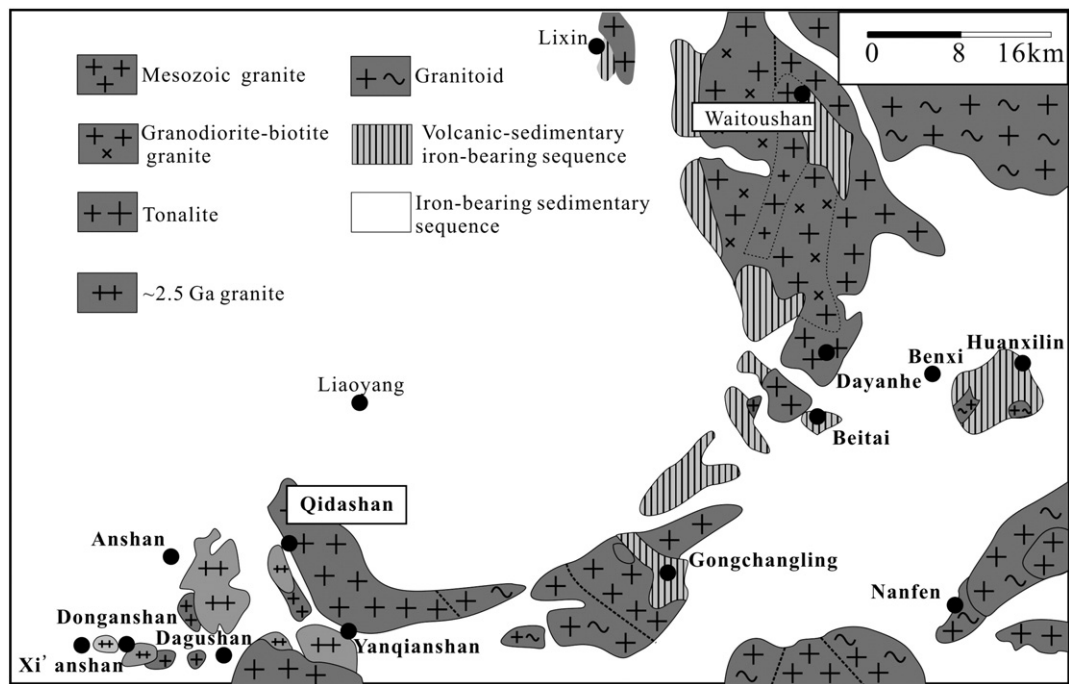 Lixin
0 8 16km
Mesozoic granite
Granitoid
Waitoushan
Granodiorite-biotite
granite
Volcanic-sedimentary
iron-bearing sequence
Tonalite
Iron-bearing sedimentary
sequence
~2.5 Ga granite
Huanxilin
Benxi
Liaoyang
Dayanhe
Beitai
Qidashan
Anshan
Gongchangling
Nanfen
Donganshan
Dagushan
Yanqianshan
Xi' anshan